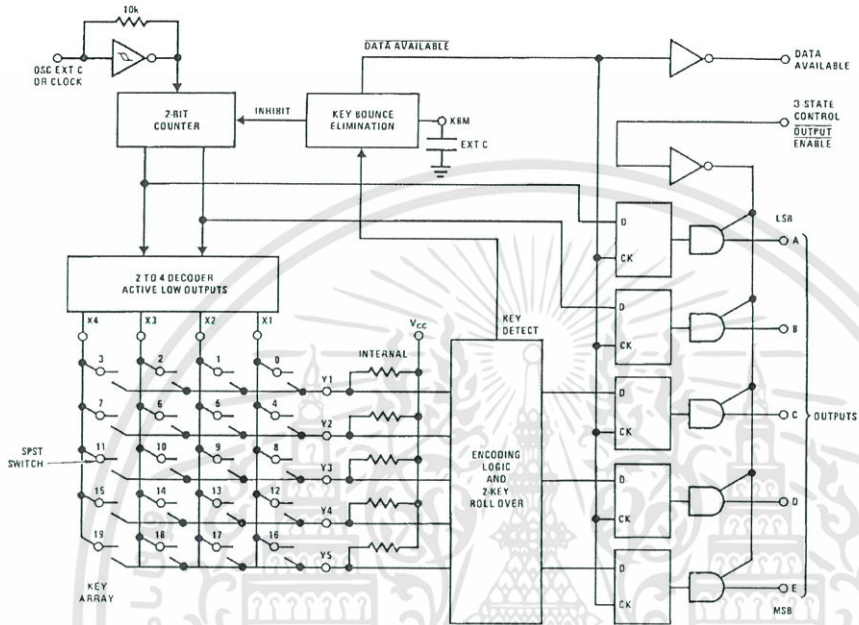 10k
OSC EXT C
OR CLOCK
2-BIT
COUNTER
INHIBIT
KEY BOUNCE
ELIMINATION
KBM
EXT C
DATA AVAILABLE
DATA
AVAILABLE
3 STATE
CONTROL
OUTPUT
ENABLE
2 TO 4 DECODER
ACTIVE LOW OUTPUTS
X4 X3 X2 X1
VCC
INTERNAL
KEY
DETECT
3 2 1 0 Y1
7 6 5 4 Y2
11 10 9 8 Y3
15 14 13 12 Y4
19 18 17 16 Y5
SPST
SWITCH
KEY
ARRAY
ENCODING
LOGIC
AND
2-KEY
ROLL OVER
D
CK
D
CK
D
CK
D
CK
D
CK
LSB
A
B
C
D
E
MSB
OUTPUTS